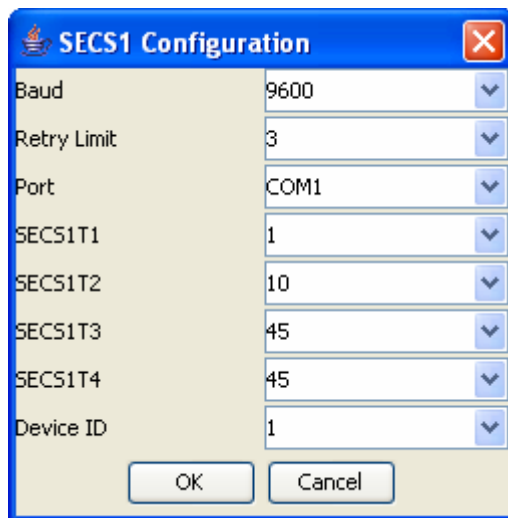 SECS1 Configuration
Baud 9600
Retry Limit 3
Port COM1
SECS1T1 1
SECS1T2 10
SECS1T3 45
SECS1T4 45
Device ID 1
OK Cancel